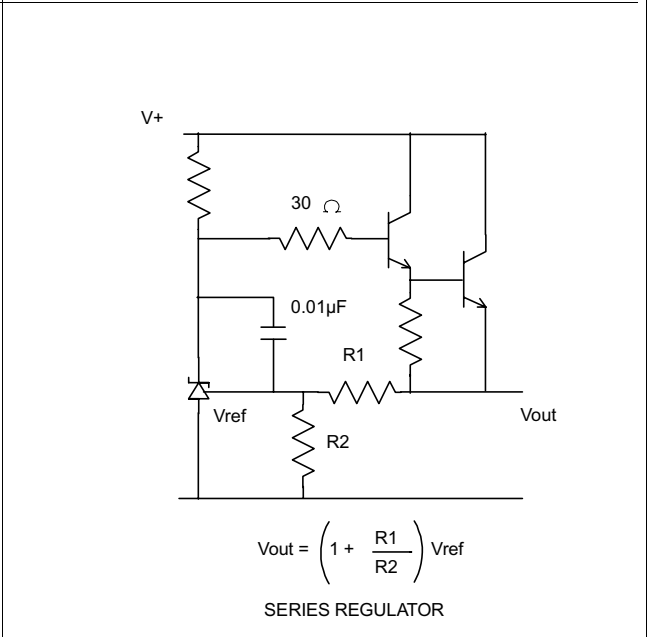 V+
30 Ω
0.01µF
R1
Vref
Vout
R2
Vout = (1 + R1/R2) Vref
SERIES REGULATOR